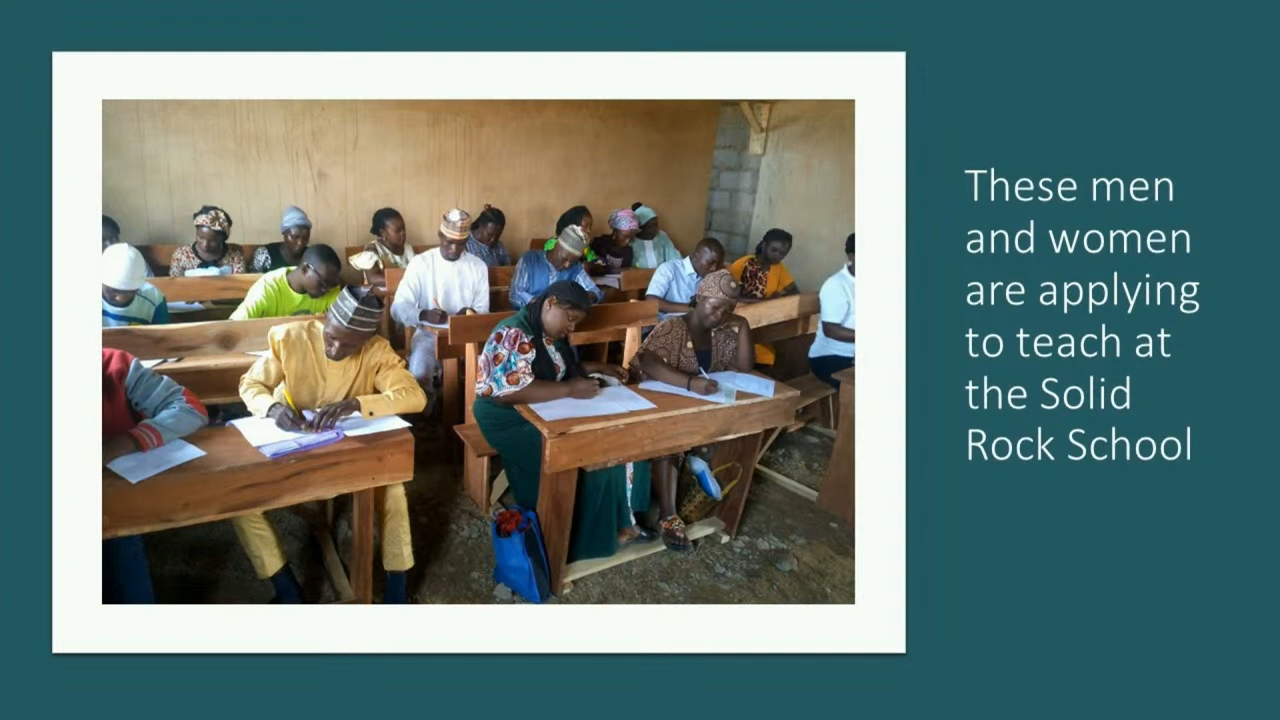 These men
and women
are applying
to teach at
the Solid
Rock School